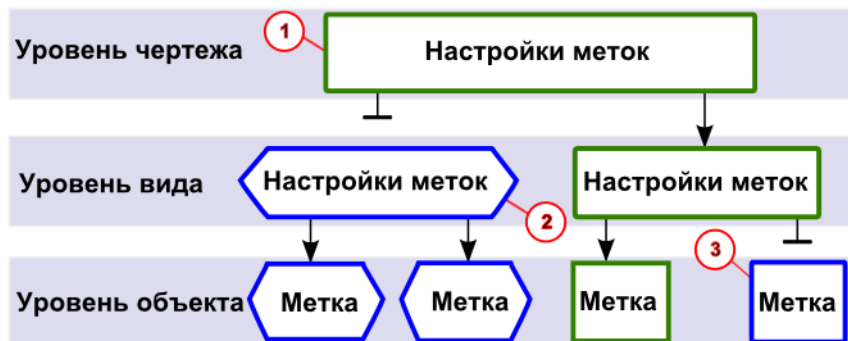 1
Уровень чертежа
Настройки меток
Уровень вида
Настройки меток
Настройки меток
2
3
Уровень объекта
Метка
Метка
Метка
Метка